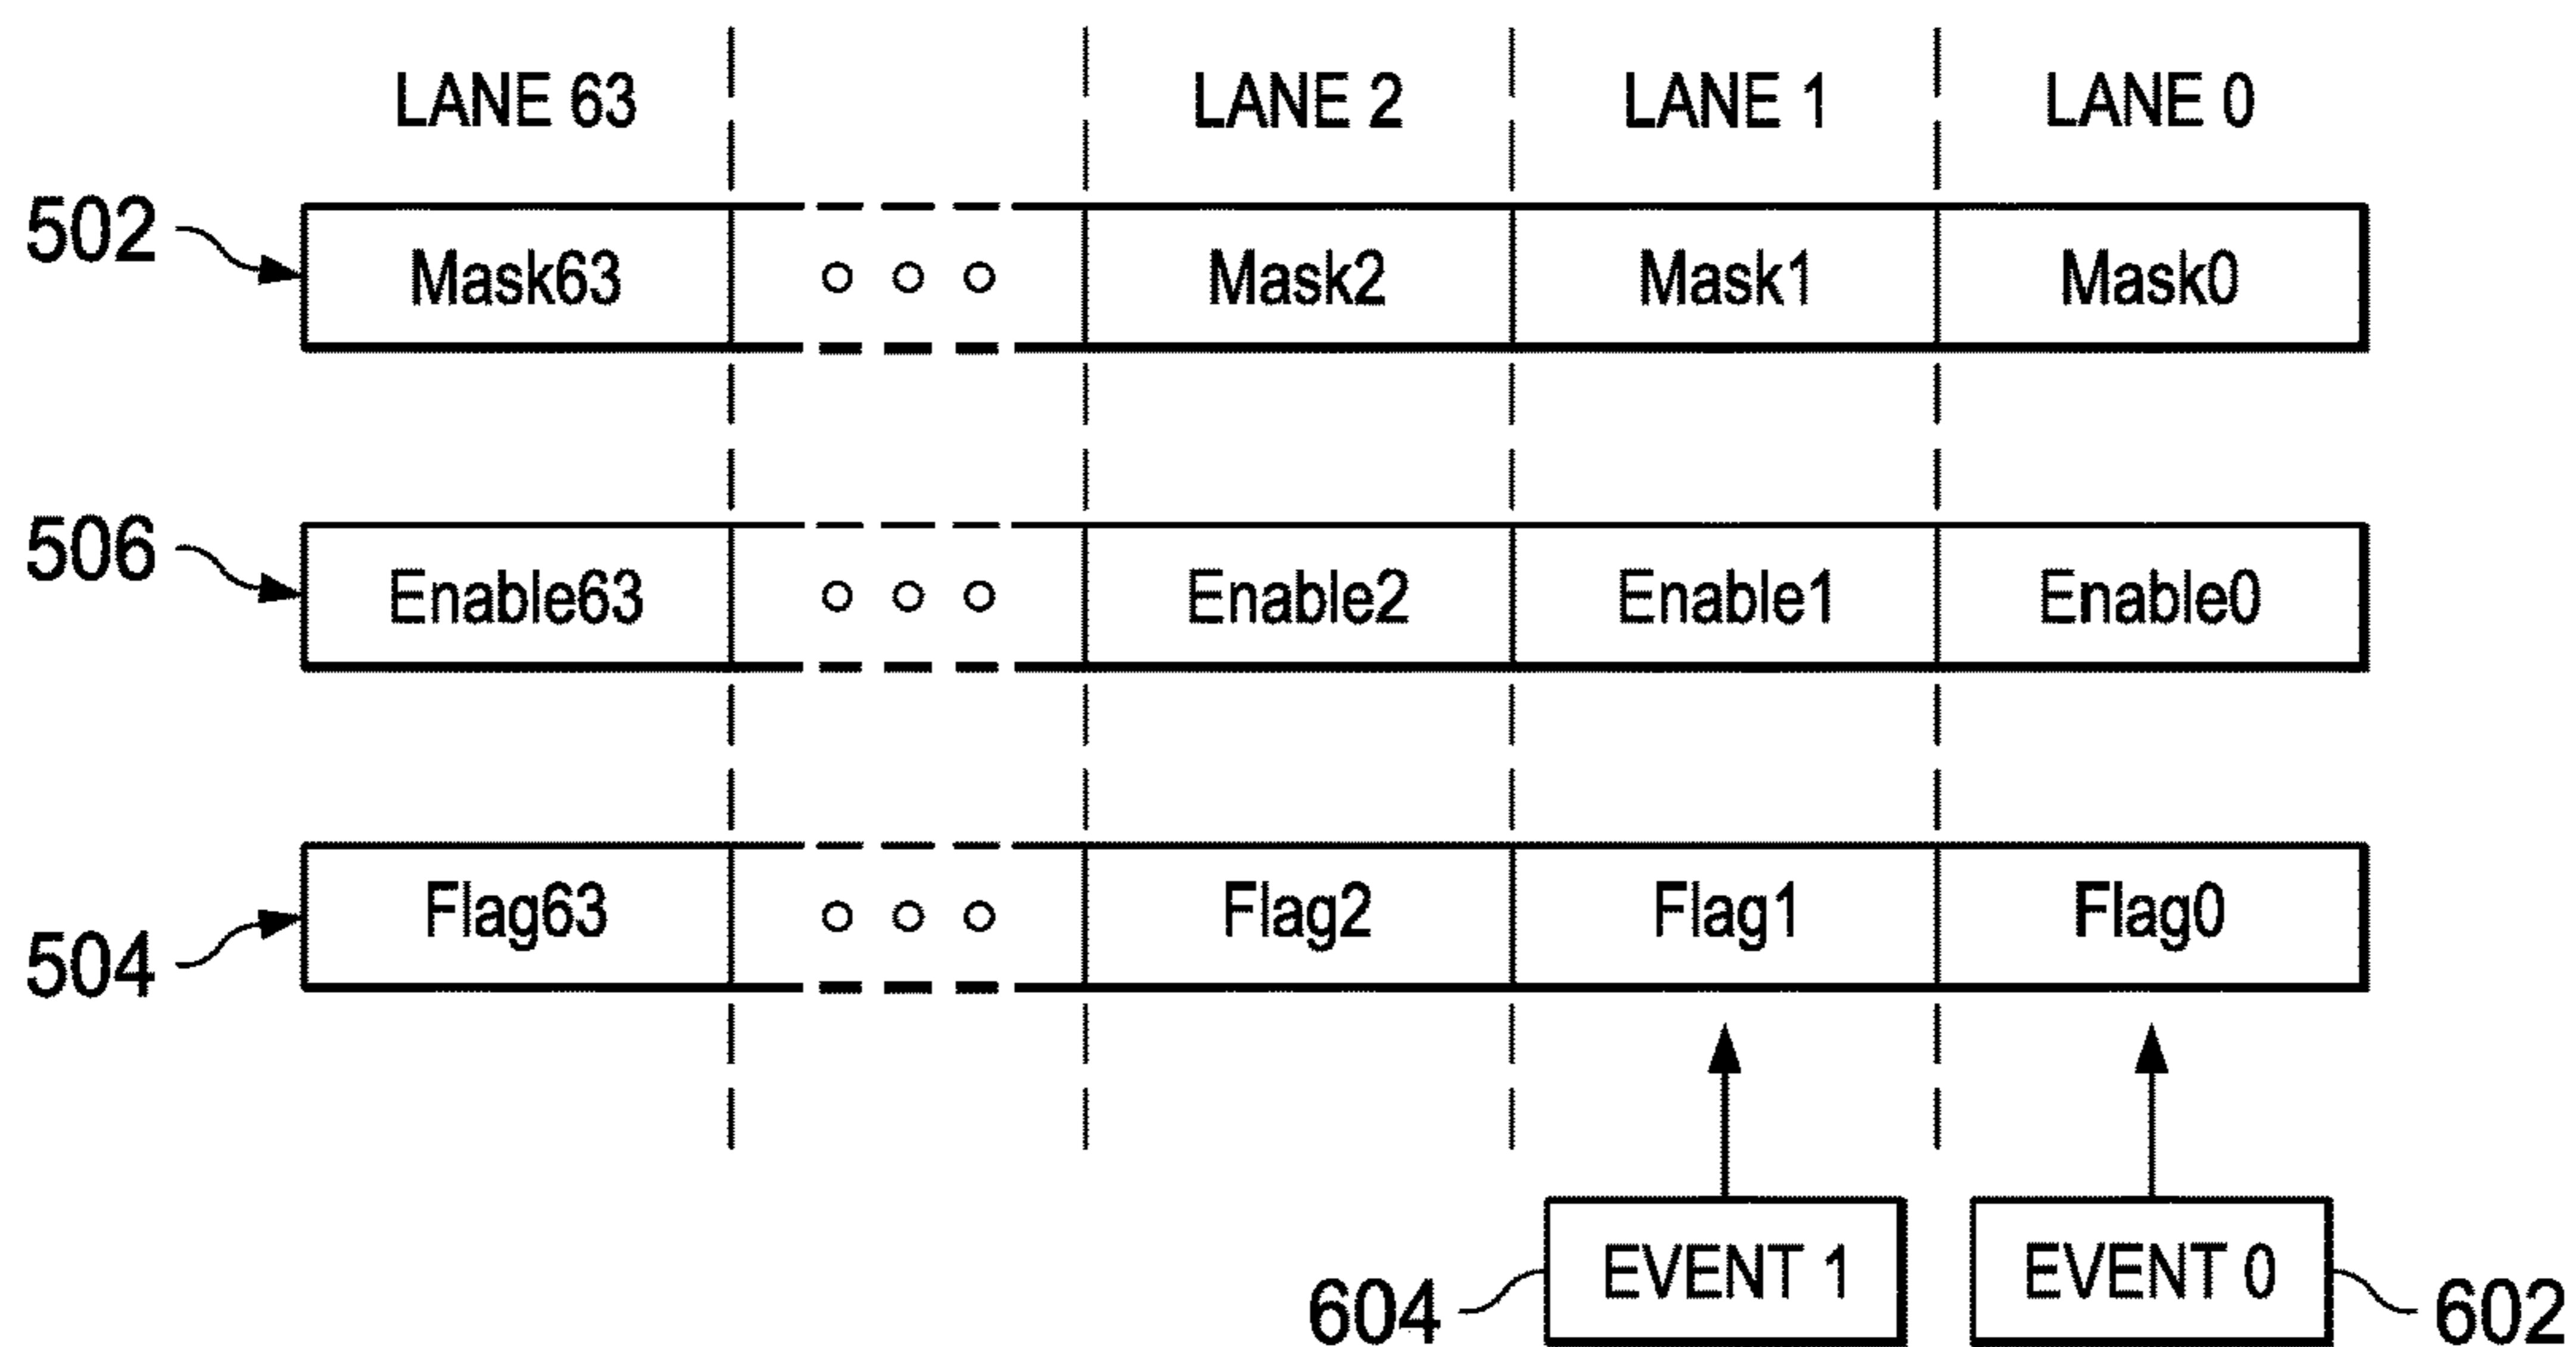 LANE 63 LANE 2 LANE 1 LANE 0
502 Mask63 Mask2 Mask1 Mask0
506 Enable63 Enable2 Enable1 Enable0
504 Flag63 Flag2 Flag1 Flag0
604 EVENT 1 EVENT 0 602